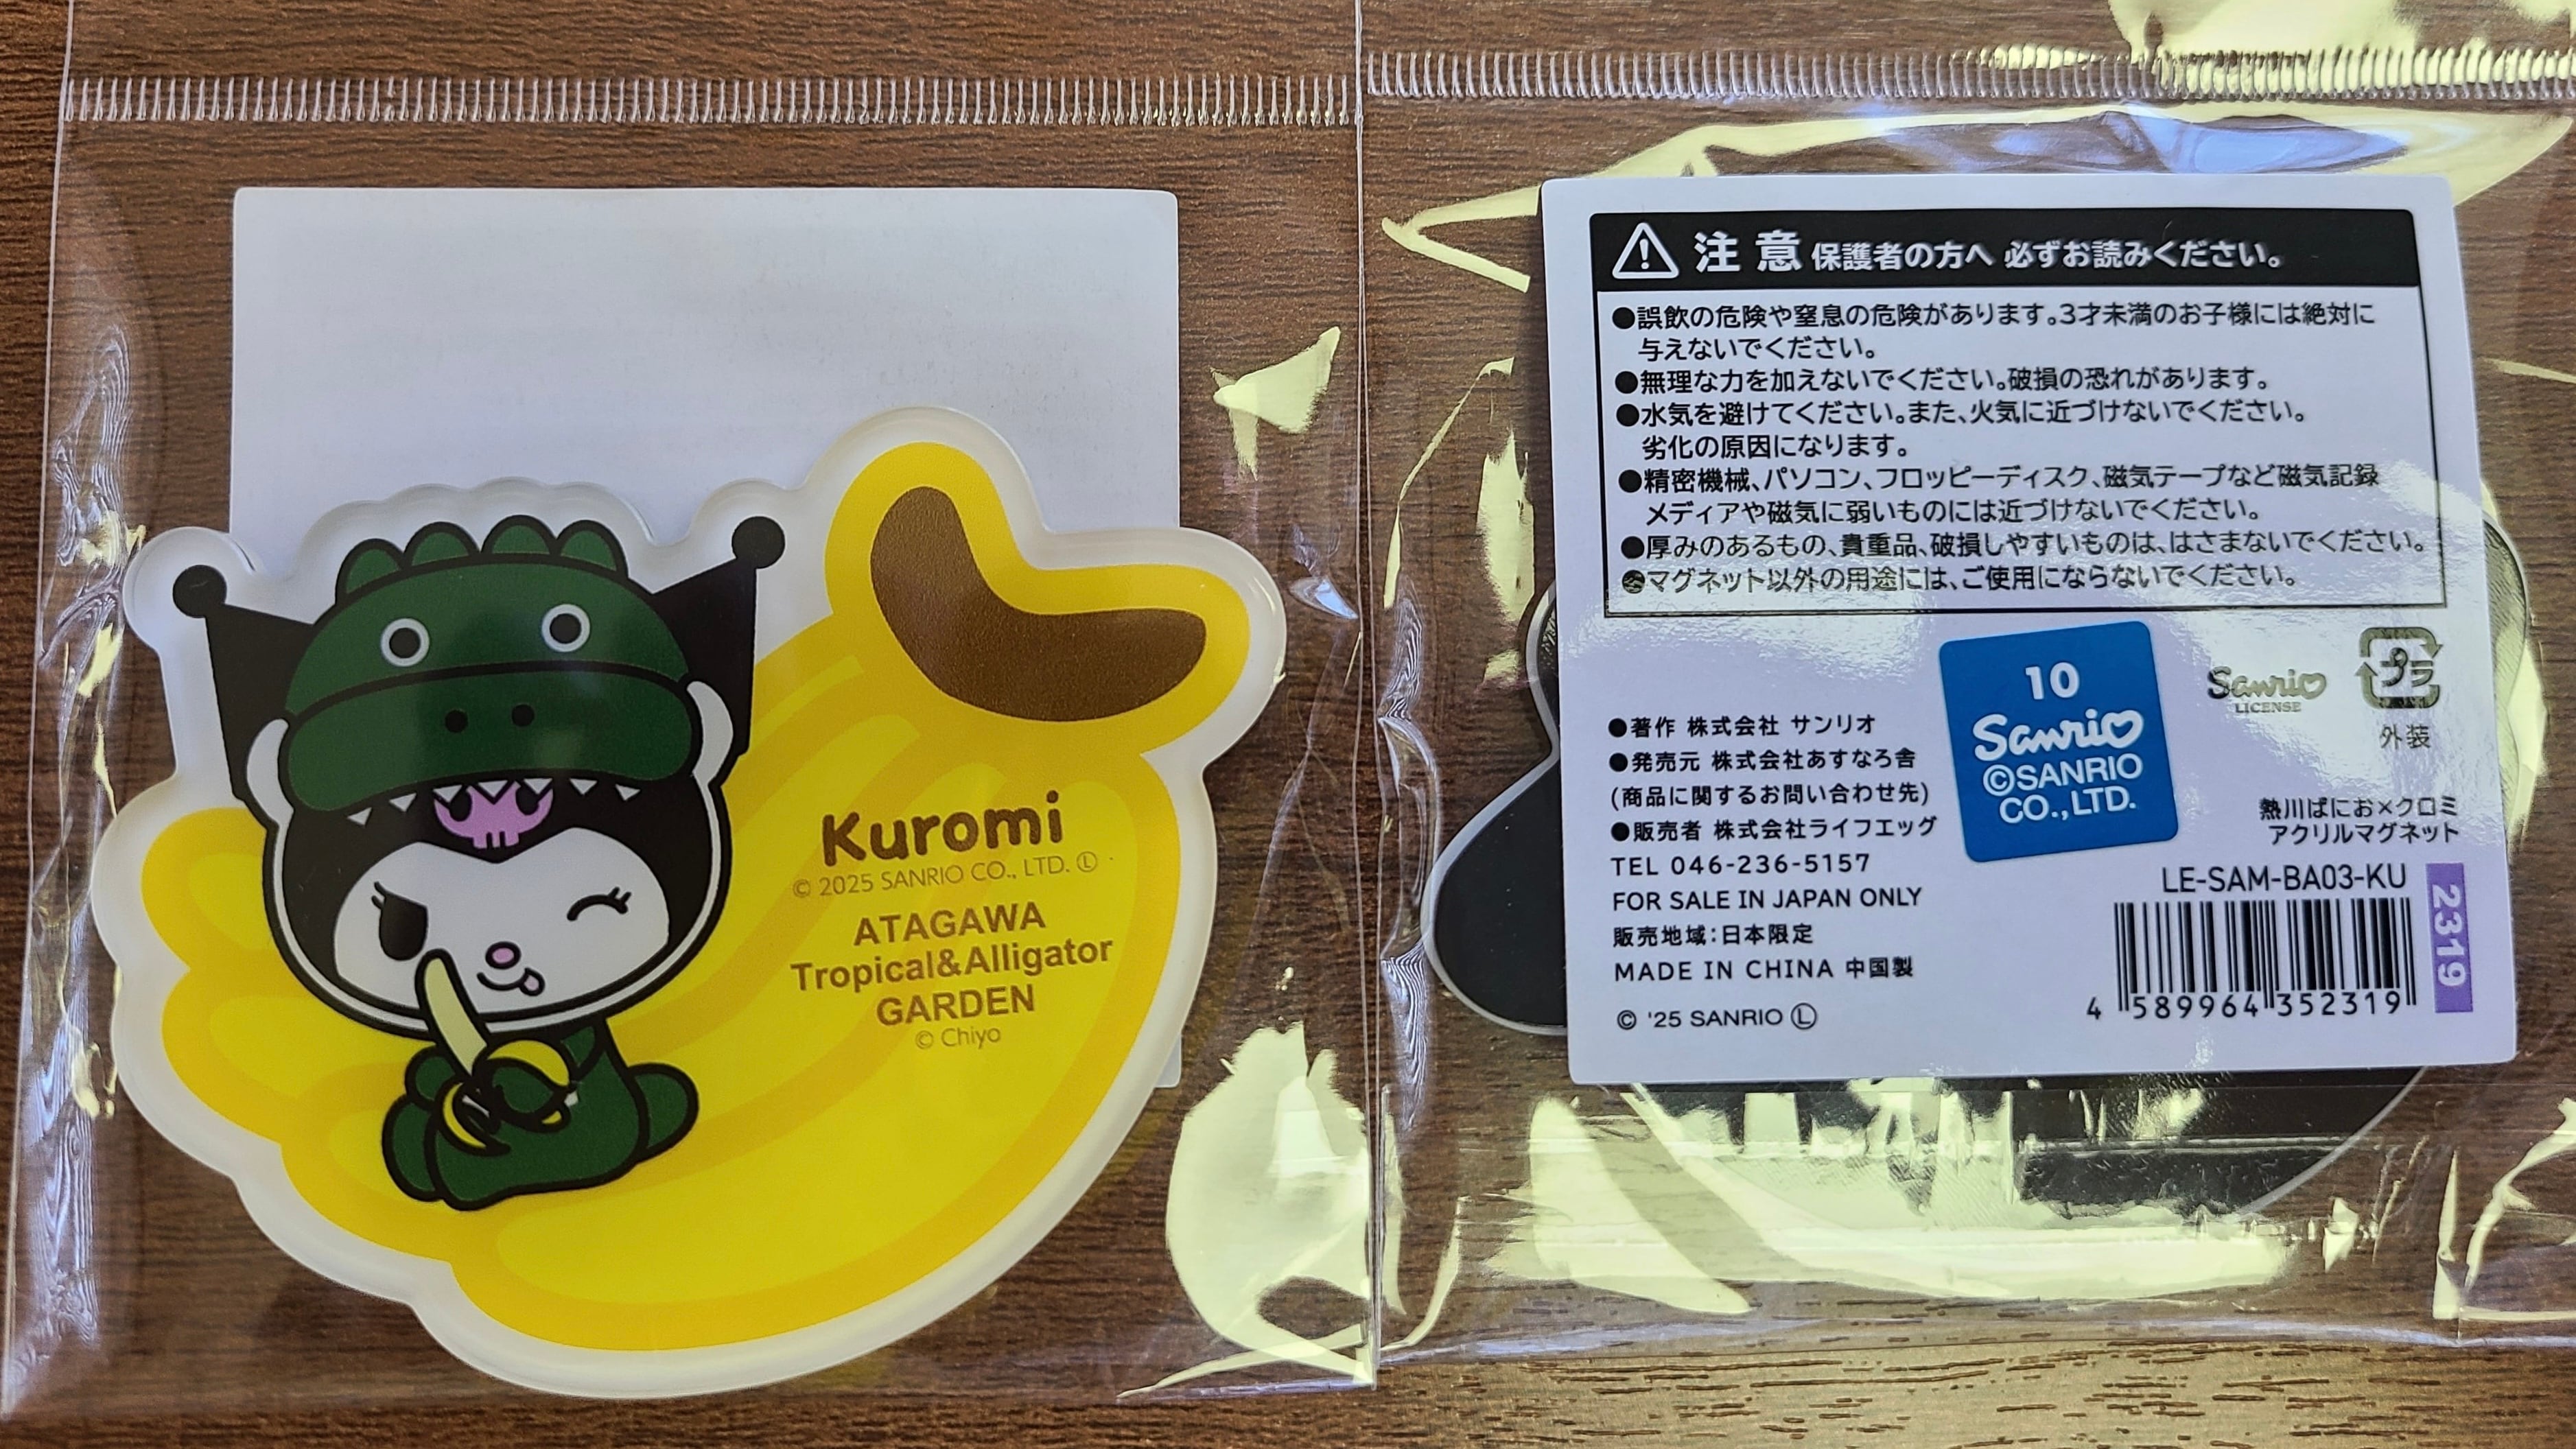 Kuromi
© 2025 SANRIO CO., LTD. Ⓛ
ATAGAWA
Tropical&Alligator
GARDEN
© Chiyo
注意 保護者の方へ 必ずお読みください。
●誤飲の危険や窒息の危険があります。3才未満のお子様には絶対に
与えないでください。
●無理な力を加えないでください。破損の恐れがあります。
●水気を避けてください。また、火気に近づけないでください。
劣化の原因になります。
●精密機械、パソコン、フロッピーディスク、磁気テープなど磁気記録
メディアや磁気に弱いものには近づけないでください。
●厚みのあるもの、貴重品、破損しやすいものは、はさまないでください。
●マグネット以外の用途には、ご使用にならないでください。
●著作 株式会社 サンリオ
●発売元 株式会社あすなろ舎
(商品に関するお問い合わせ先)
●販売者 株式会社ライフエッグ
TEL 046-236-5157
FOR SALE IN JAPAN ONLY
販売地域:日本限定
MADE IN CHINA 中国製
© '25 SANRIO Ⓛ
10
Sanrio
©SANRIO
CO.,LTD.
Sanrio
LICENSE
プラ
外装
熱川ばにお×クロミ
アクリルマグネット
LE-SAM-BA03-KU
2319
4 589964 352319